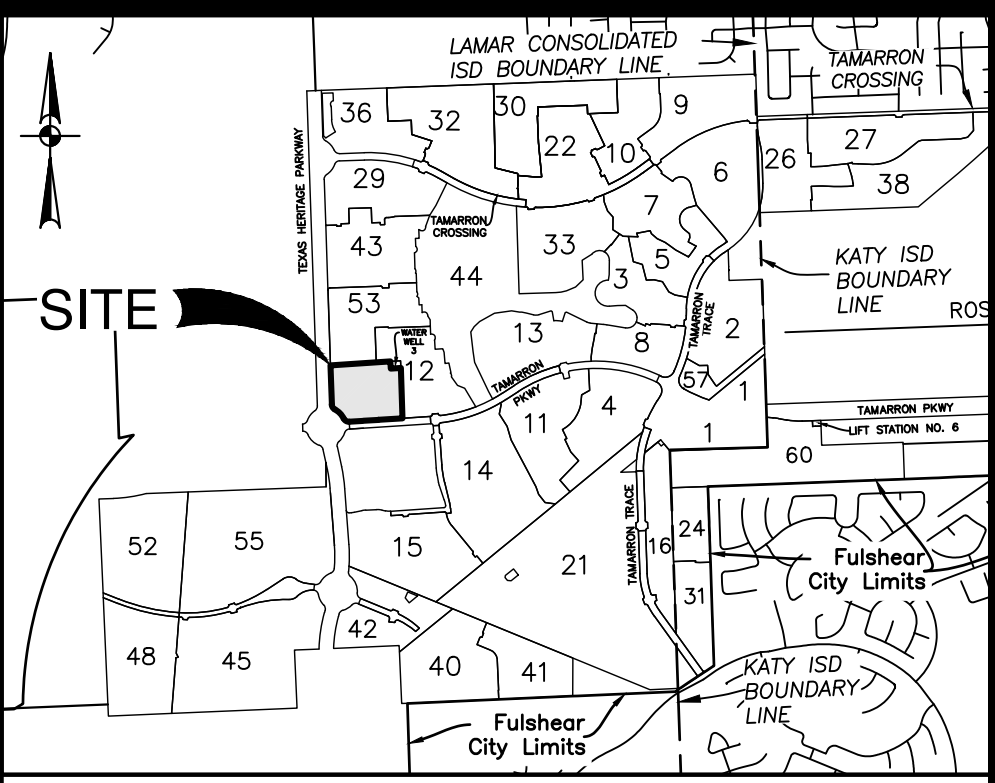 LAMAR CONSOLIDATED
ISD BOUNDARY LINE
TAMARRON
CROSSING
36
32
30
9
22
10
27
26
6
38
29
TEXAS HERITAGE PARKWAY
7
TAMARRON
CROSSING
43
33
5
44
3
KATY ISD
BOUNDARY
LINE
SITE
53
ROS
TAMARRON
TRACE
2
WATER
WELL
3
13
8
12
57
TAMARRON
PKWY
1
4
11
TAMARRON PKWY
LIFT STATION NO. 6
1
60
14
TAMARRON TRACE
24
52
55
15
16
21
Fulshear
City Limits
31
42
48
45
40
41
KATY ISD
BOUNDARY
LINE
Fulshear
City Limits